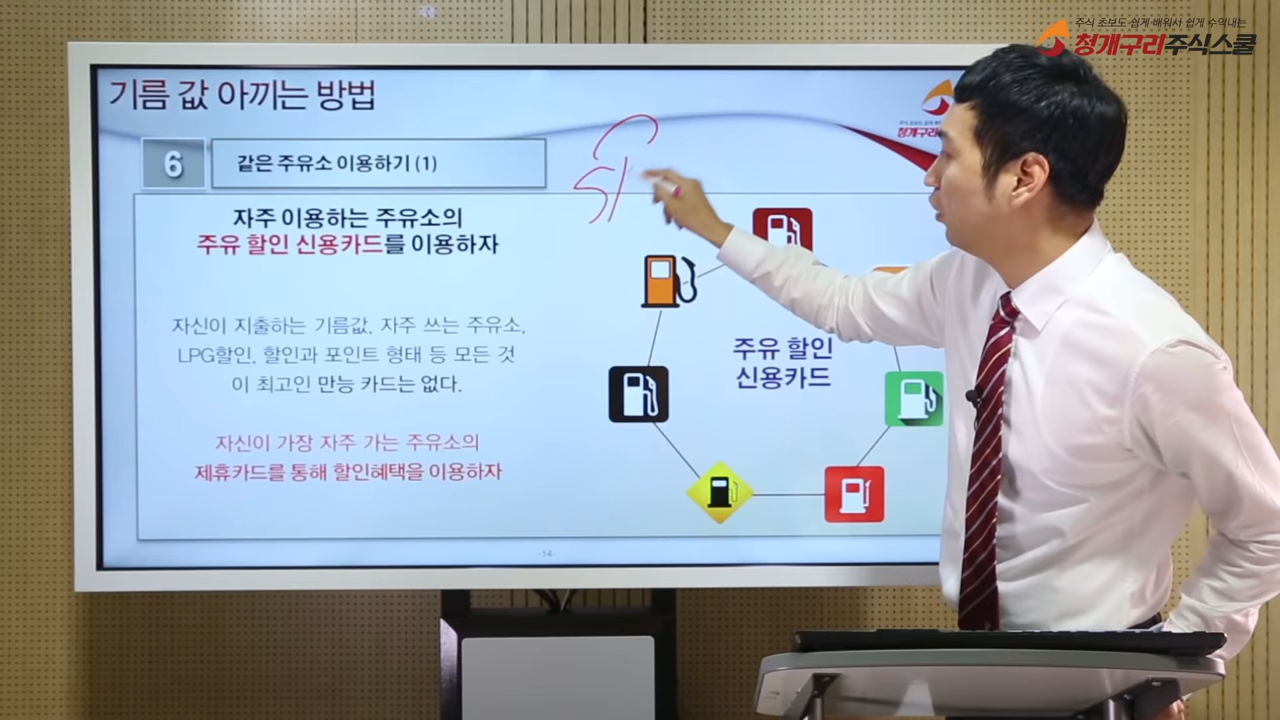 주식 초보도 쉽게 배워서 쉽게 수익내는
청개구리주식스쿨
기름 값 아끼는 방법
청개구리
6
같은 주유소 이용하기 (1)
자주 이용하는 주유소의
주유 할인 신용카드를 이용하자
자신이 지출하는 기름값, 자주 쓰는 주유소,
LPG할인, 할인과 포인트 형태 등 모든 것
이 최고인 만능 카드는 없다.
자신이 가장 자주 가는 주유소의
제휴카드를 통해 할인혜택을 이용하자
주유 할인
신용카드
-14-